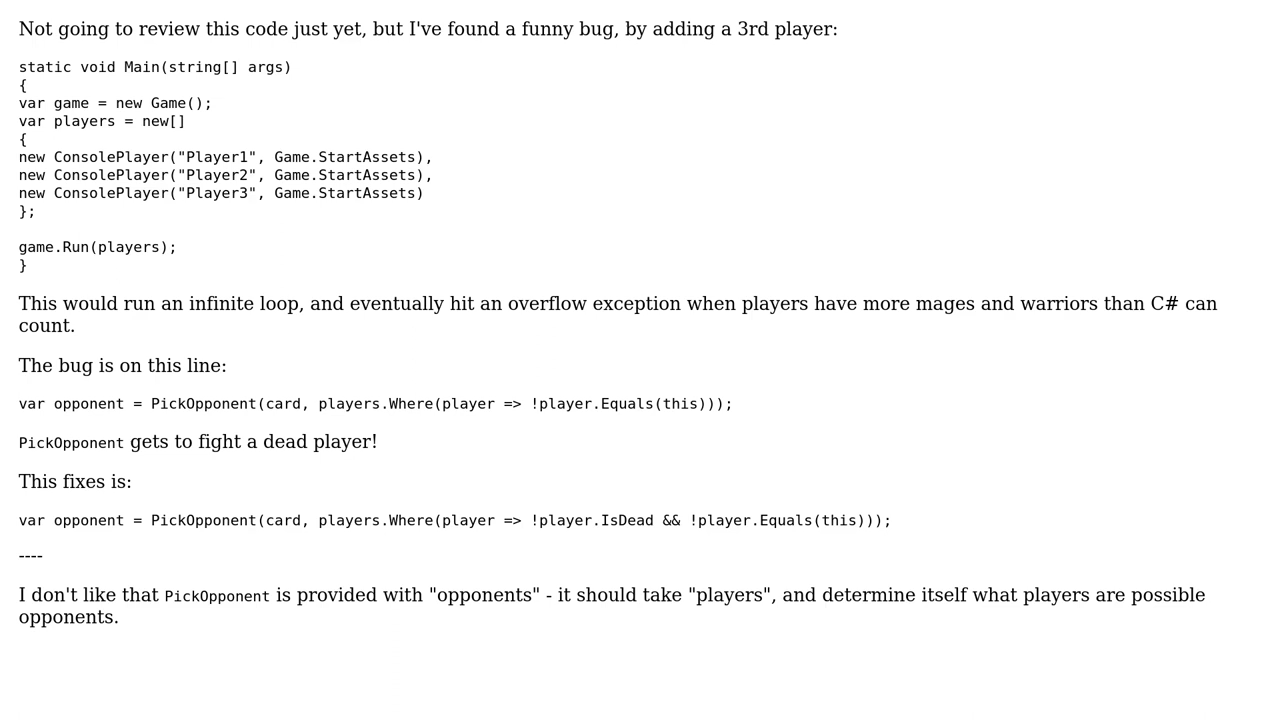 Not going to review this code just yet, but I've found a funny bug, by adding a 3rd player:
static void Main(string[] args)
{
var game = new Game();
var players = new[]
{
new ConsolePlayer("Player1", Game.StartAssets),
new ConsolePlayer("Player2", Game.StartAssets),
new ConsolePlayer("Player3", Game.StartAssets)
};
game.Run(players);
}
This would run an infinite loop, and eventually hit an overflow exception when players have more mages and warriors than C# can
count.
The bug is on this line:
var opponent = PickOpponent(card, players.Where(player => !player.Equals(this)));
PickOpponent gets to fight a dead player!
This fixes is:
var opponent = PickOpponent(card, players.Where(player => !player.IsDead && !player.Equals(this)));
----
I don't like that PickOpponent is provided with "opponents" - it should take "players", and determine itself what players are possible
opponents.